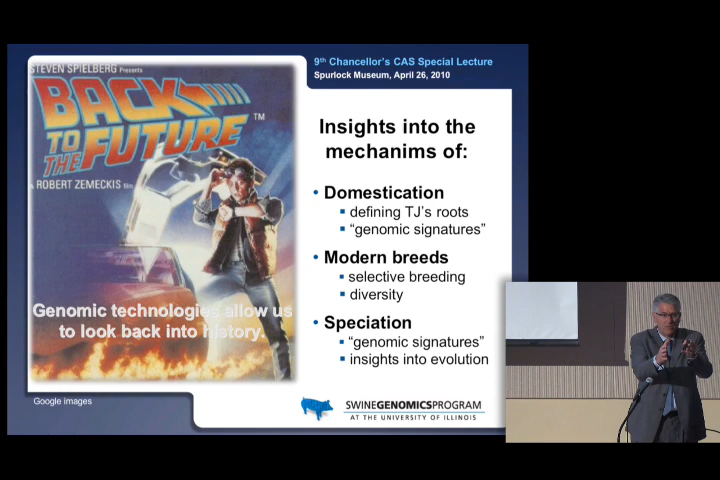 STEVEN SPIELBERG Presents
BACK
TO THE
FUTURE
TM
A ROBERT ZEMECKIS film
Genomic technologies allow us
to look back into history.
Google images
9th Chancellor's CAS Special Lecture
Spurlock Museum, April 26, 2010
Insights into the
mechanims of:
• Domestication
▪ defining TJ's roots
▪ “genomic signatures”
• Modern breeds
▪ selective breeding
▪ diversity
• Speciation
▪ “genomic signatures”
▪ insights into evolution
SWINEGENOMICSPROGRAM
AT THE UNIVERSITY OF ILLINOIS